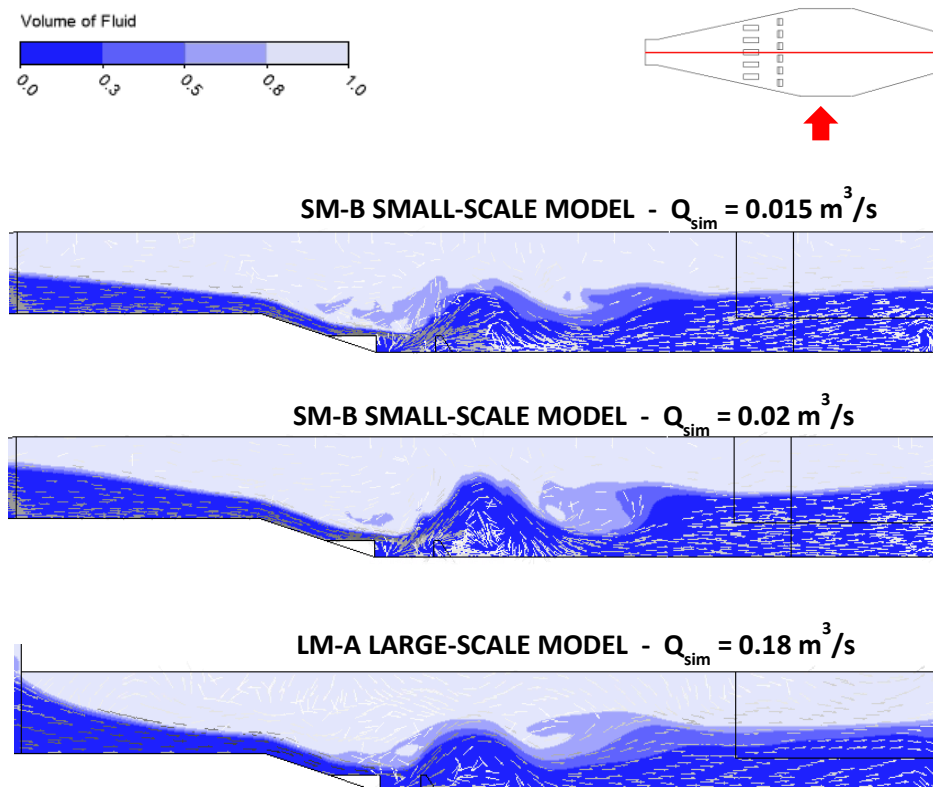 Volume of Fluid
0.0 0.3 0.5 0.8 1.0
SM-B SMALL-SCALE MODEL - Qsim = 0.015 m³/s
SM-B SMALL-SCALE MODEL - Qsim = 0.02 m³/s
LM-A LARGE-SCALE MODEL - Qsim = 0.18 m³/s